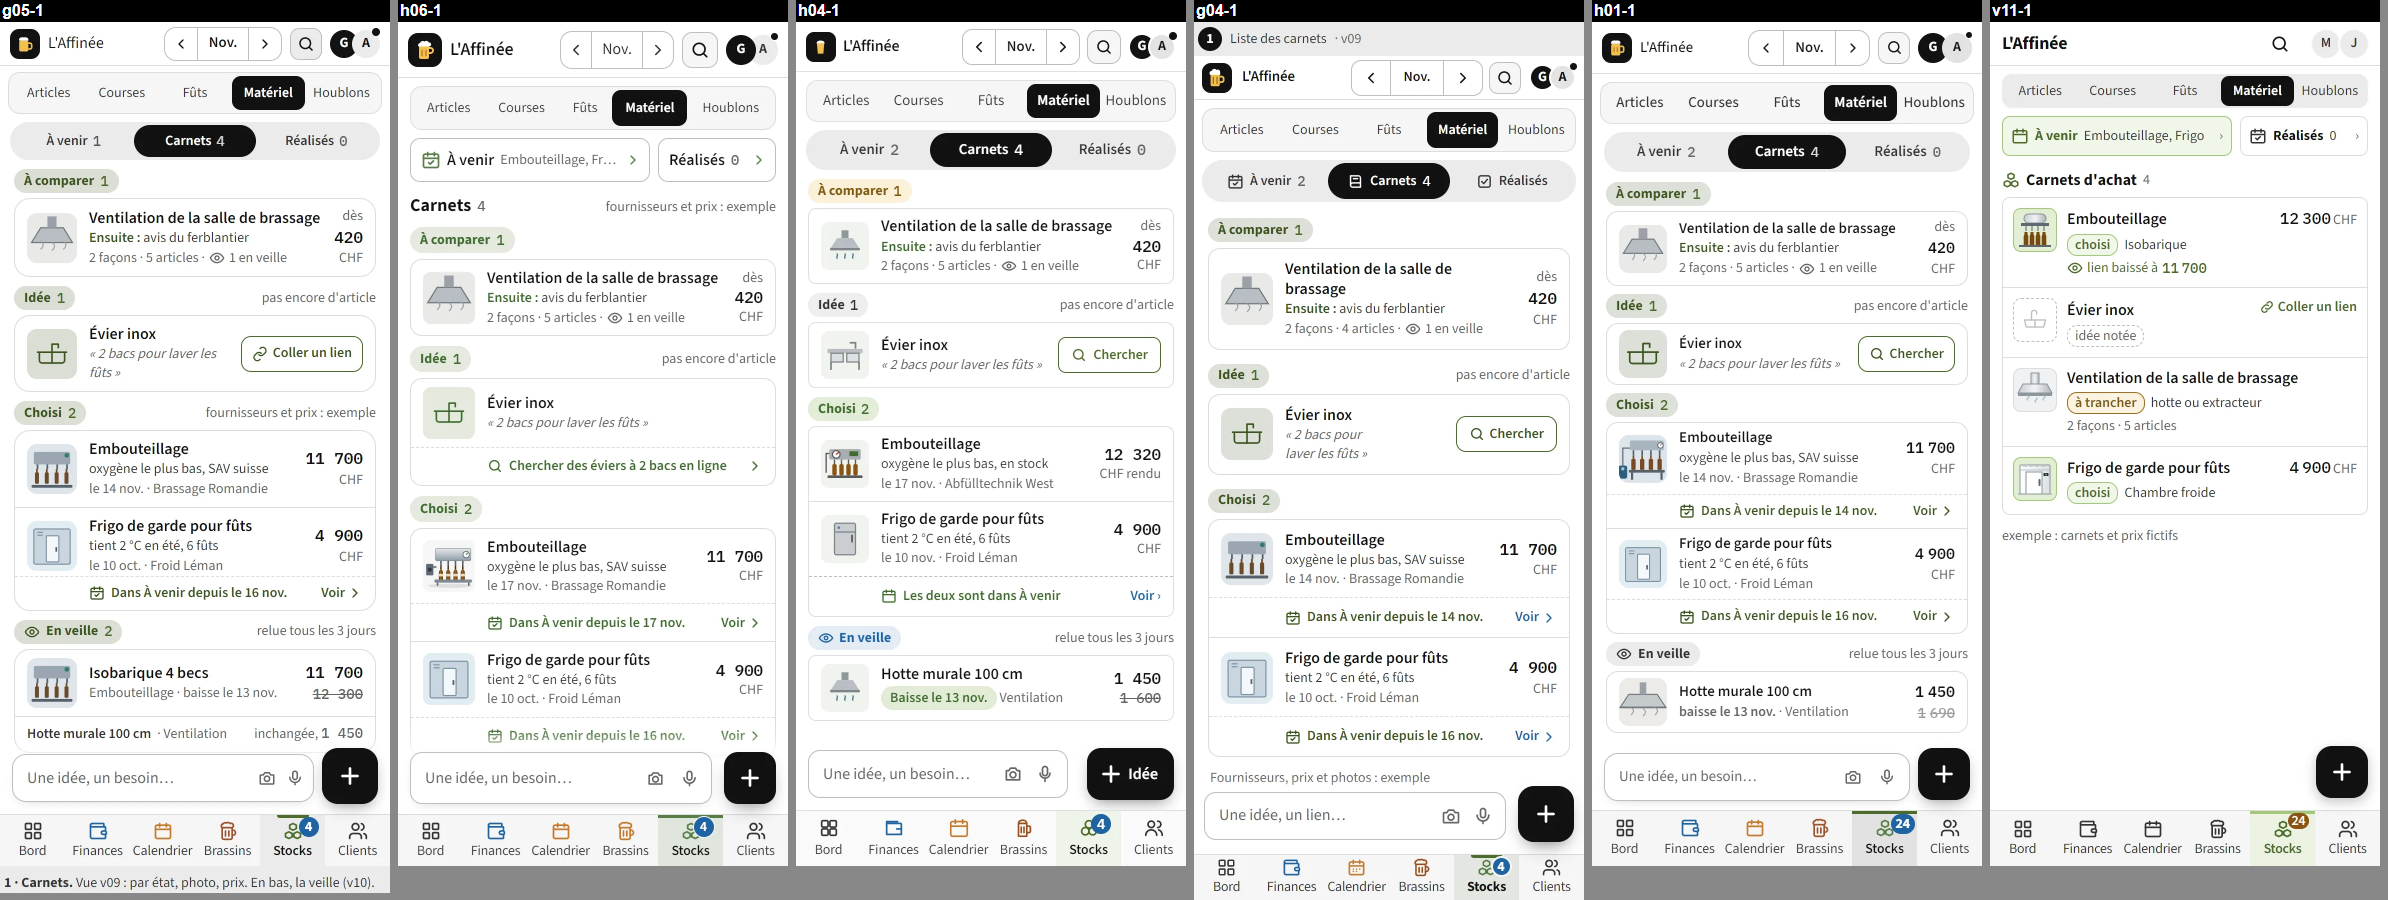 g05-1
L'Affinée
Nov.
G A
Articles Courses Fûts Matériel Houblons
À venir 1 Carnets 4 Réalisés 0
À comparer 1
Ventilation de la salle de brassage
Ensuite : avis du ferblantier
2 façons · 5 articles · 1 en veille
dès
420
CHF
Idée 1 pas encore d'article
Évier inox
« 2 bacs pour laver les
fûts »
Coller un lien
Choisi 2 fournisseurs et prix : exemple
Embouteillage
oxygène le plus bas, SAV suisse
le 14 nov. · Brassage Romandie
11 700
CHF
Frigo de garde pour fûts
tient 2 °C en été, 6 fûts
le 10 oct. · Froid Léman
4 900
CHF
Dans À venir depuis le 16 nov. Voir
En veille 2 relue tous les 3 jours
Isobarique 4 becs 11 700
Embouteillage · baisse le 13 nov. 12 300
Hotte murale 100 cm · Ventilation inchangée, 1 450
Une idée, un besoin…
Bord Finances Calendrier Brassins Stocks Clients
4
1 · Carnets. Vue v09 : par état, photo, prix. En bas, la veille (v10).
h06-1
L'Affinée
Nov.
G A
Articles Courses Fûts Matériel Houblons
À venir Embouteillage, Fr… Réalisés 0
Carnets 4 fournisseurs et prix : exemple
À comparer 1
Ventilation de la salle de brassage
Ensuite : avis du ferblantier
2 façons · 5 articles · 1 en veille
dès
420
CHF
Idée 1 pas encore d'article
Évier inox
« 2 bacs pour laver les fûts »
Chercher des éviers à 2 bacs en ligne
Choisi 2
Embouteillage
oxygène le plus bas, SAV suisse
le 17 nov. · Brassage Romandie
11 700
CHF
Dans À venir depuis le 17 nov. Voir
Frigo de garde pour fûts
tient 2 °C en été, 6 fûts
le 10 oct. · Froid Léman
4 900
CHF
Dans À venir depuis le 16 nov. Voir
Une idée, un besoin…
Bord Finances Calendrier Brassins Stocks Clients
4
h04-1
L'Affinée
Nov.
G A
Articles Courses Fûts Matériel Houblons
À venir 2 Carnets 4 Réalisés 0
À comparer 1
Ventilation de la salle de brassage
Ensuite : avis du ferblantier
2 façons · 5 articles · 1 en veille
dès
420
CHF
Idée 1 pas encore d'article
Évier inox
« 2 bacs pour laver les fûts »
Chercher
Choisi 2
Embouteillage
oxygène le plus bas, en stock
le 17 nov. · Abfülltechnik West
12 320
CHF rendu
Frigo de garde pour fûts
tient 2 °C en été, 6 fûts
le 10 nov. · Froid Léman
4 900
CHF
Les deux sont dans À venir Voir ›
En veille relue tous les 3 jours
Hotte murale 100 cm 1 450
Baisse le 13 nov. Ventilation 1 600
Une idée, un besoin…
Idée
Bord Finances Calendrier Brassins Stocks Clients
4
g04-1
1 Liste des carnets · v09
L'Affinée
Nov.
G A
Articles Courses Fûts Matériel Houblons
À venir 2 Carnets 4 Réalisés
À comparer 1
Ventilation de la salle de
brassage
Ensuite : avis du ferblantier
2 façons · 4 articles · 1 en veille
dès
420
CHF
Idée 1 pas encore d'article
Évier inox
« 2 bacs pour
laver les fûts »
Chercher
Choisi 2
Embouteillage
oxygène le plus bas, SAV suisse
le 14 nov. · Brassage Romandie
11 700
CHF
Dans À venir depuis le 14 nov. Voir
Frigo de garde pour fûts
tient 2 °C en été, 6 fûts
le 10 oct. · Froid Léman
4 900
CHF
Dans À venir depuis le 16 nov. Voir
Fournisseurs, prix et photos : exemple
Une idée, un lien…
Bord Finances Calendrier Brassins Stocks Clients
4
h01-1
L'Affinée
Nov.
G A
Articles Courses Fûts Matériel Houblons
À venir 2 Carnets 4 Réalisés 0
À comparer 1
Ventilation de la salle de brassage
Ensuite : avis du ferblantier
2 façons · 5 articles · 1 en veille
dès
420
CHF
Idée 1 pas encore d'article
Évier inox
« 2 bacs pour laver les fûts »
Chercher
Choisi 2
Embouteillage
oxygène le plus bas, SAV suisse
le 14 nov. · Brassage Romandie
11 700
CHF
Dans À venir depuis le 14 nov. Voir
Frigo de garde pour fûts
tient 2 °C en été, 6 fûts
le 10 oct. · Froid Léman
4 900
CHF
Dans À venir depuis le 16 nov. Voir
En veille relue tous les 3 jours
Hotte murale 100 cm 1 450
baisse le 13 nov. · Ventilation 1 690
Une idée, un besoin…
Bord Finances Calendrier Brassins Stocks Clients
24
v11-1
L'Affinée
M J
Articles Courses Fûts Matériel Houblons
À venir Embouteillage, Frigo › Réalisés 0 ›
Carnets d'achat 4
Embouteillage 12 300 CHF
choisi Isobarique
lien baissé à 11 700
Évier inox Coller un lien
idée notée
Ventilation de la salle de brassage
à trancher hotte ou extracteur
2 façons · 5 articles
Frigo de garde pour fûts 4 900 CHF
choisi Chambre froide
exemple : carnets et prix fictifs
Bord Finances Calendrier Brassins Stocks Clients
24